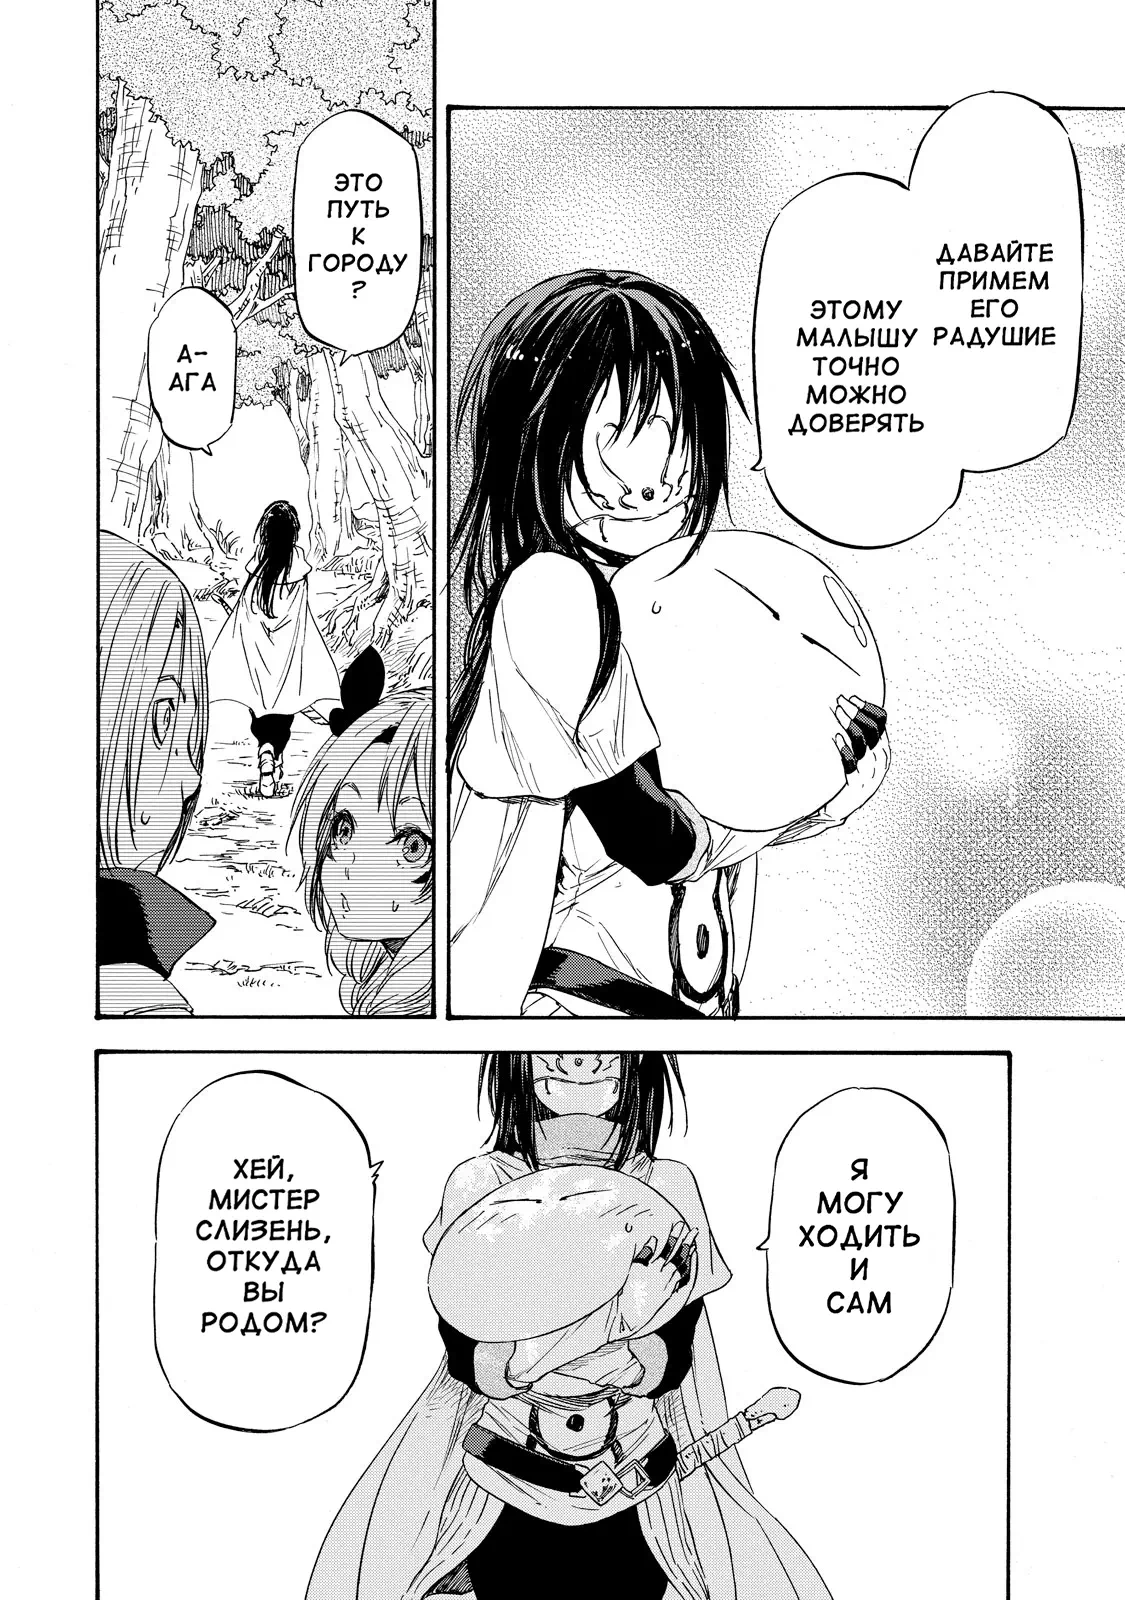 ДАВАЙТЕ
ПРИМЕМ
ЕГО
РАДУШИЕ
ЭТОМУ
МАЛЫШУ
ТОЧНО
МОЖНО
ДОВЕРЯТЬ
ЭТО
ПУТЬ
К
ГОРОДУ
?
А-
АГА
Я
МОГУ
ХОДИТЬ
И
САМ
ХЕЙ,
МИСТЕР
СЛИЗЕНЬ,
ОТКУДА
ВЫ
РОДОМ?